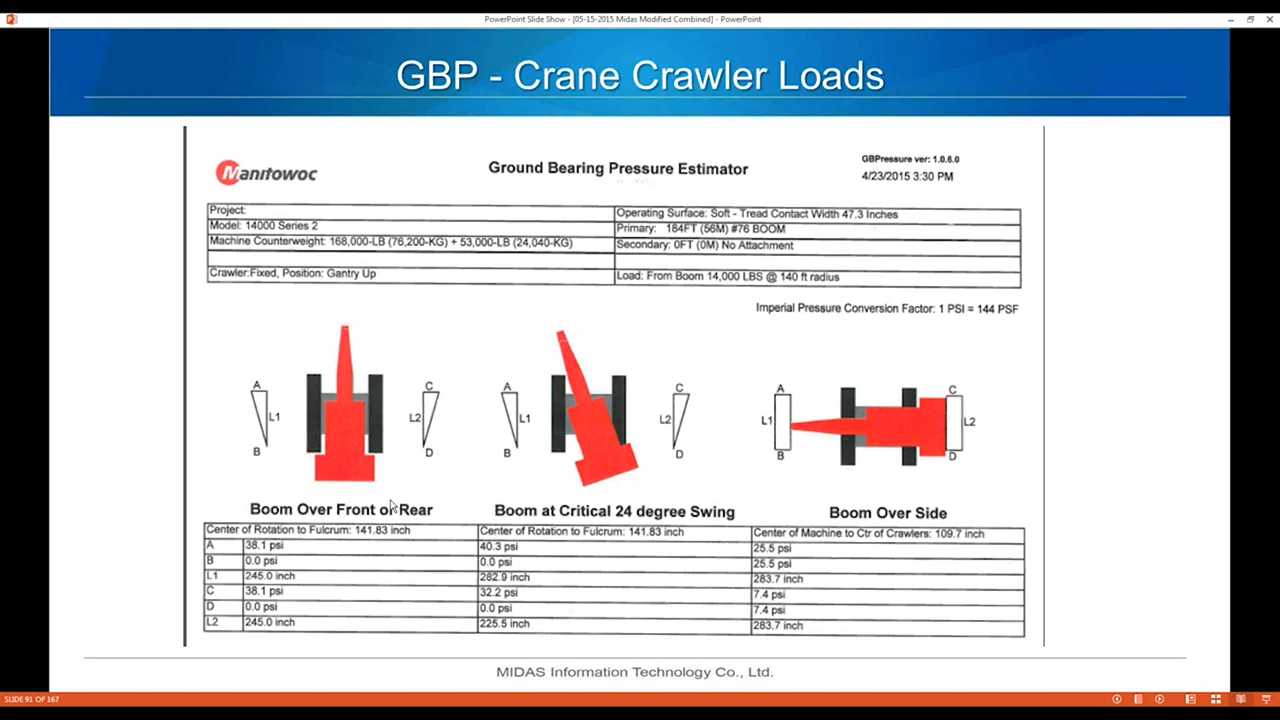 PowerPoint Slide Show - [05-15-2015 Midas Modified Combined] - PowerPoint
GBP - Crane Crawler Loads
Manitowoc
Ground Bearing Pressure Estimator
GBPressure ver: 1.0.6.0
4/23/2015 3:30 PM
Project:
Operating Surface: Soft - Tread Contact Width 47.3 Inches
Model: 14000 Series 2
Primary: 184FT (56M) #76 BOOM
Machine Counterweight: 168,000-LB (76,200-KG) + 53,000-LB (24,040-KG)
Secondary: 0FT (0M) No Attachment
Crawler:Fixed, Position: Gantry Up
Load: From Boom 14,000 LBS @ 140 ft radius
Imperial Pressure Conversion Factor: 1 PSI = 144 PSF
A C A C A C
L1 L2 L1 L2 L1 L2
B D B D B D
Boom Over Front or Rear Boom at Critical 24 degree Swing Boom Over Side
Center of Rotation to Fulcrum: 141.83 inch Center of Rotation to Fulcrum: 141.83 inch Center of Machine to Ctr of Crawlers: 109.7 inch
A 38.1 psi 40.3 psi 25.5 psi
B 0.0 psi 0.0 psi 25.5 psi
L1 245.0 inch 282.9 inch 283.7 inch
C 38.1 psi 32.2 psi 7.4 psi
D 0.0 psi 0.0 psi 7.4 psi
L2 245.0 inch 225.5 inch 283.7 inch
MIDAS Information Technology Co., Ltd.
SLIDE 91 OF 167